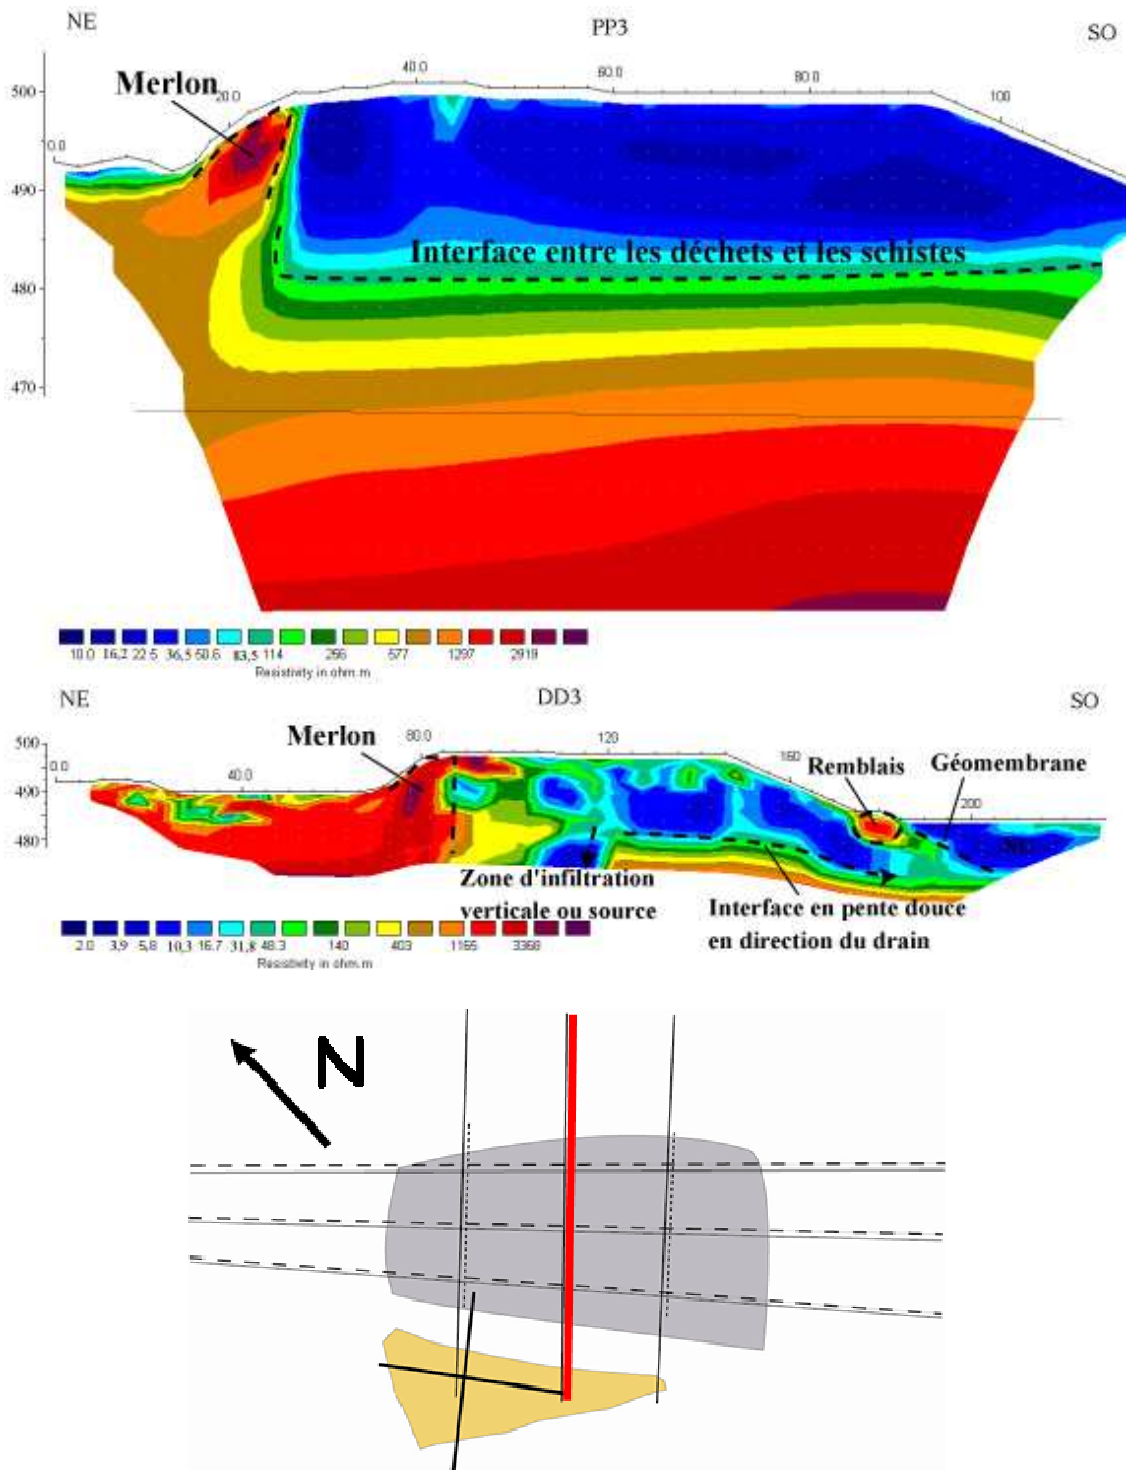 NE PP3 SO
Merlon
40.0
60.0
80.0
100
20.0
0.0
500
490
Interface entre les déchets et les schistes
480
470
10.0 16,2 22.5 36,5 50.6 83,5 114 256 577 1297 2919
Resistivity in ohm.m
NE DD3 SO
Merlon
80.0
120
160
200
Remblais
Géomembrane
500
0.0
40.0
490
480
Zone d'infiltration
verticale ou source
Interface en pente douce
en direction du drain
2.0 3,9 5,8 10,3 16.7 31,8 48.3 140 403 1165 3368
Resistivity in ohm.m
N